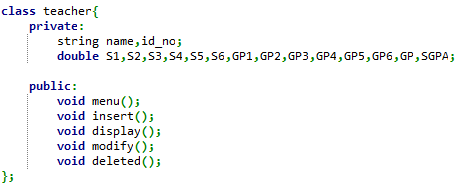 class teacher{
    private:
        string name,id_no;
        double S1,S2,S3,S4,S5,S6,GP1,GP2,GP3,GP4,GP5,GP6,GP,SGPA;

    public:
        void menu();
        void insert();
        void display();
        void modify();
        void deleted();
};